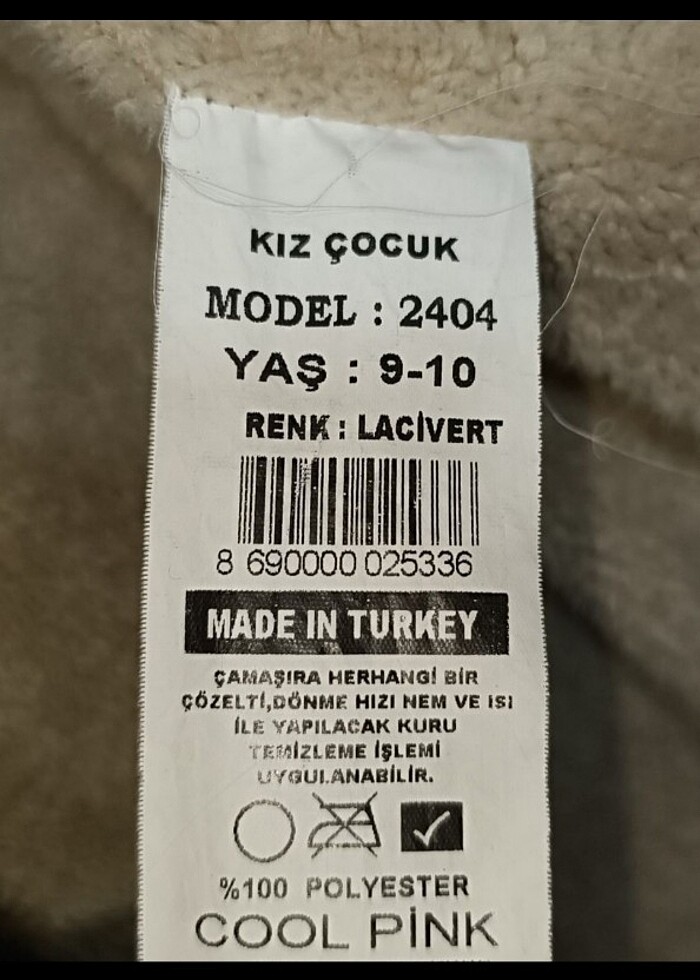 KIZ ÇOCUK
MODEL : 2404
YAŞ : 9-10
RENK : LACİVERT
8 690000 025336
MADE IN TURKEY
ÇAMAŞIRA HERHANGİ BİR
ÇÖZELTİ,DÖNME HIZI NEM VE ISI
İLE YAPILACAK KURU
TEMİZLEME İŞLEMİ
UYGULANABİLİR.
%100 POLYESTER
COOL PİNK